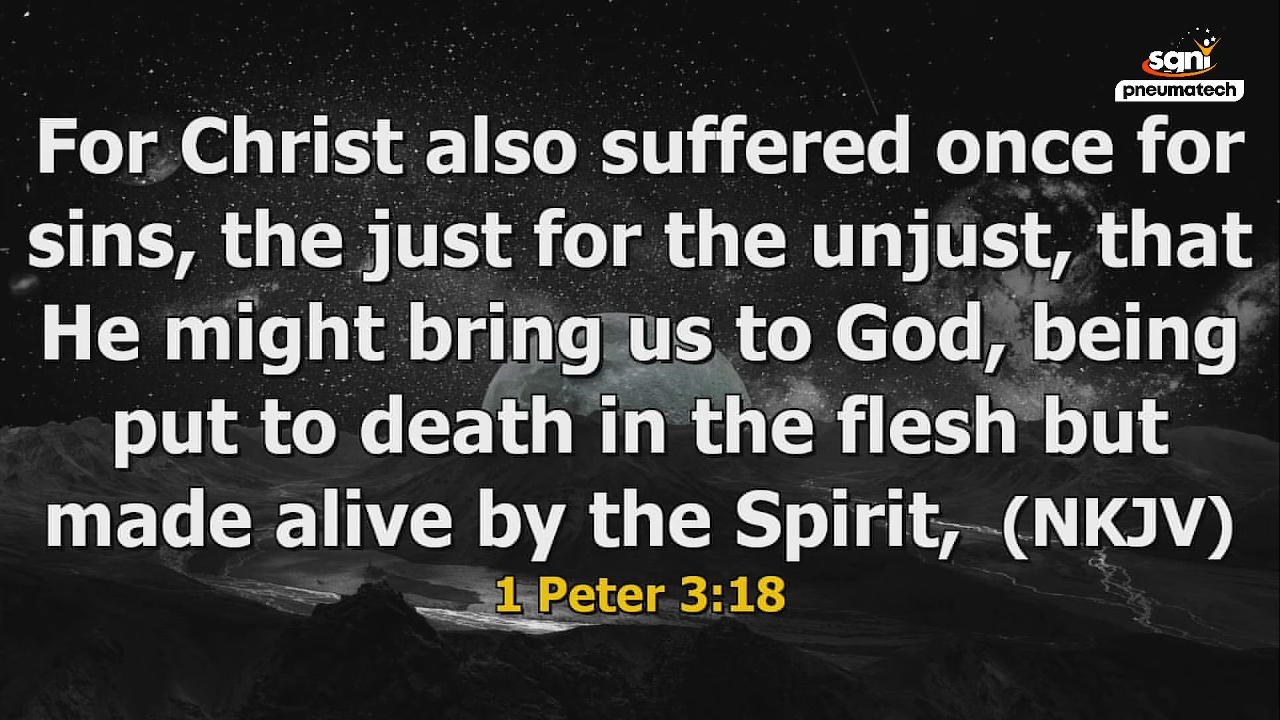 sqni
pneumatech
For Christ also suffered once for
sins, the just for the unjust, that
He might bring us to God, being
put to death in the flesh but
made alive by the Spirit, (NKJV)
1 Peter 3:18